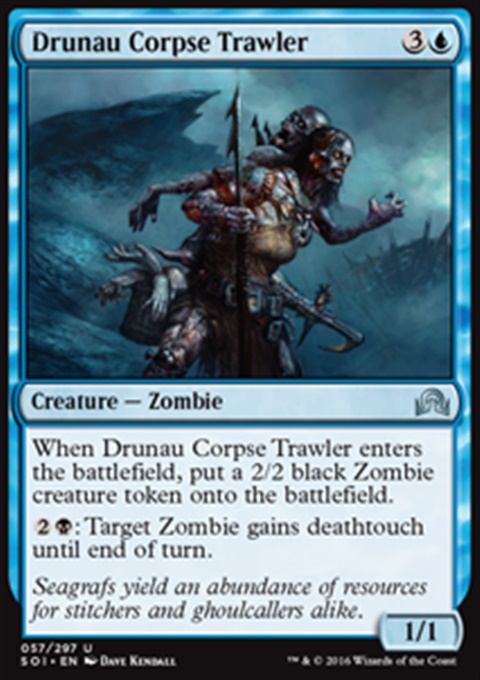 Drunau Corpse Trawler 3
Creature — Zombie
When Drunau Corpse Trawler enters
the battlefield, put a 2/2 black Zombie
creature token onto the battlefield.
2 : Target Zombie gains deathtouch
until end of turn.
Seagrafs yield an abundance of resources
for stitchers and ghoulcallers alike.
1/1
057/297 U
SOI • EN Dave Kendall
™ & © 2016 Wizards of the Coast